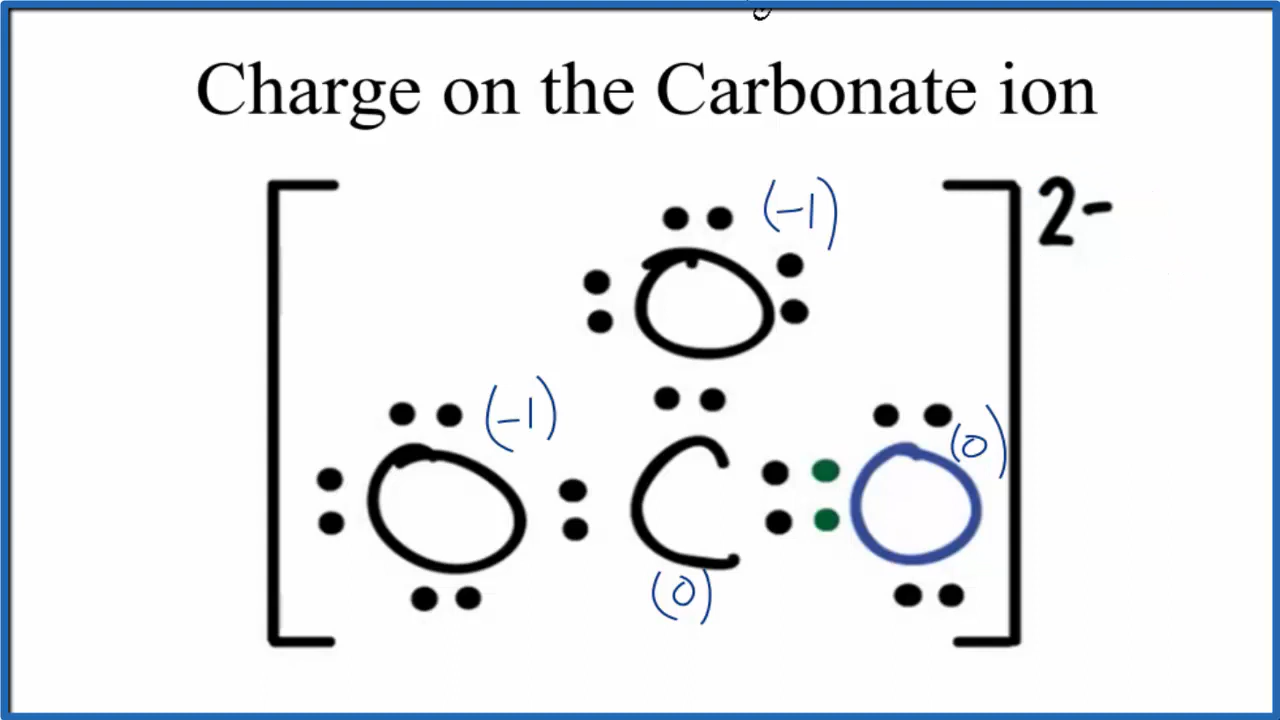 Charge on the Carbonate ion
(-1) 2-
O
(-1) (0)
O C O
(0)